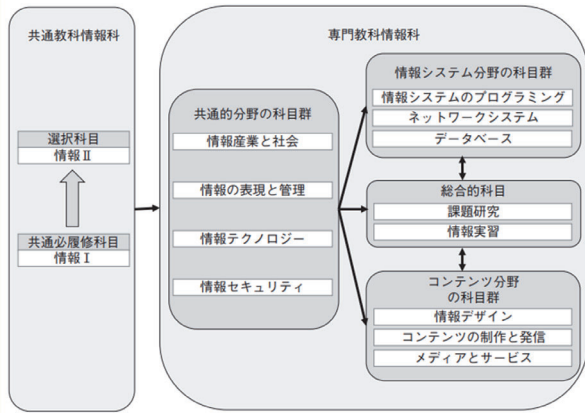 共通教科情報科
選択科目
情報Ⅱ
共通必履修科目
情報Ⅰ
専門教科情報科
共通的分野の科目群
情報産業と社会
情報の表現と管理
情報テクノロジー
情報セキュリティ
情報システム分野の科目群
情報システムのプログラミング
ネットワークシステム
データベース
総合的科目
課題研究
情報実習
コンテンツ分野
の科目群
情報デザイン
コンテンツの制作と発信
メディアとサービス